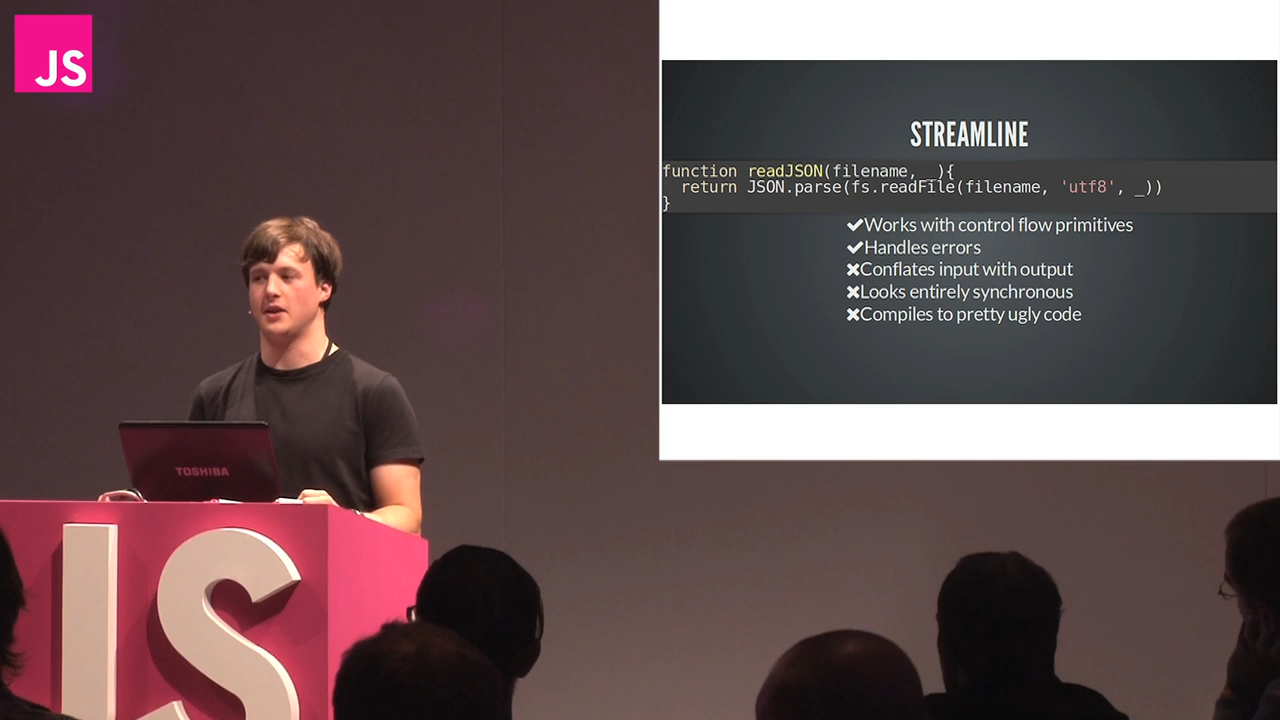 JS
STREAMLINE
function readJSON(filename, _){
  return JSON.parse(fs.readFile(filename, 'utf8', _))
}
✔Works with control flow primitives
✔Handles errors
✖Conflates input with output
✖Looks entirely synchronous
✖Compiles to pretty ugly code
TOSHIBA
JS